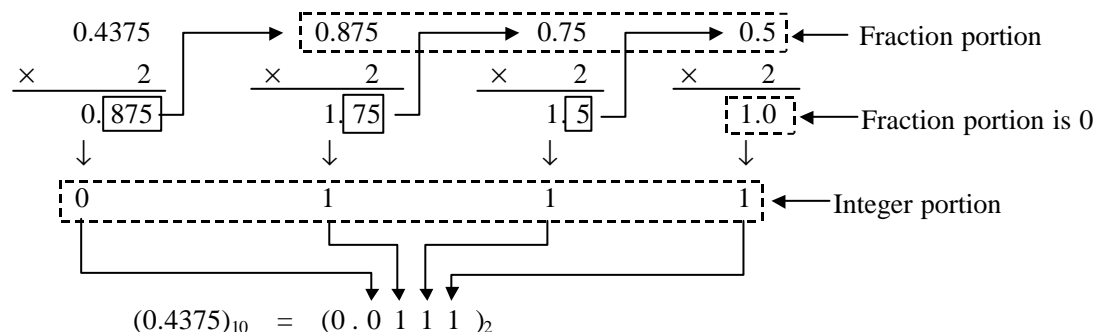 0.4375 0.875 0.75 0.5 Fraction portion
× 2 × 2 × 2 × 2
0.875 1.75 1.5 1.0 Fraction portion is 0
↓ ↓ ↓ ↓
0 1 1 1 Integer portion
(0.4375)₁₀ = (0.0 1 1 1)₂